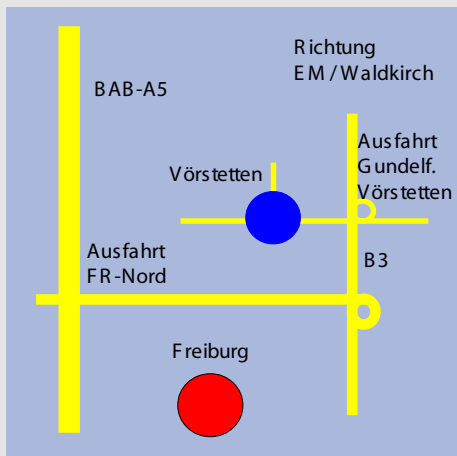 Richtung
EM / Waldkirch
BAB-A5
Ausfahrt
Gundelf.
Vörstetten
Vörstetten
Ausfahrt
FR-Nord
B3
Freiburg